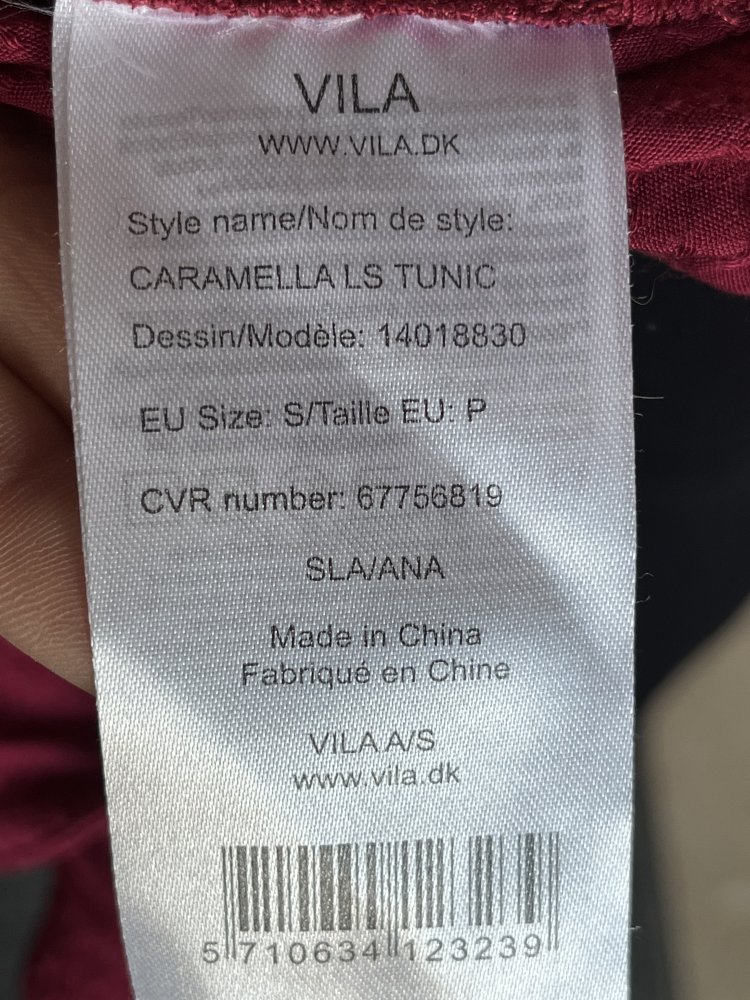 VILA
WWW.VILA.DK
Style name/Nom de style:
CARAMELLA LS TUNIC
Dessin/Modèle: 14018830
EU Size: S/Taille EU: P
CVR number: 67756819
SLA/ANA
Made in China
Fabriqué en Chine
VILA A/S
www.vila.dk
5 710634 123239